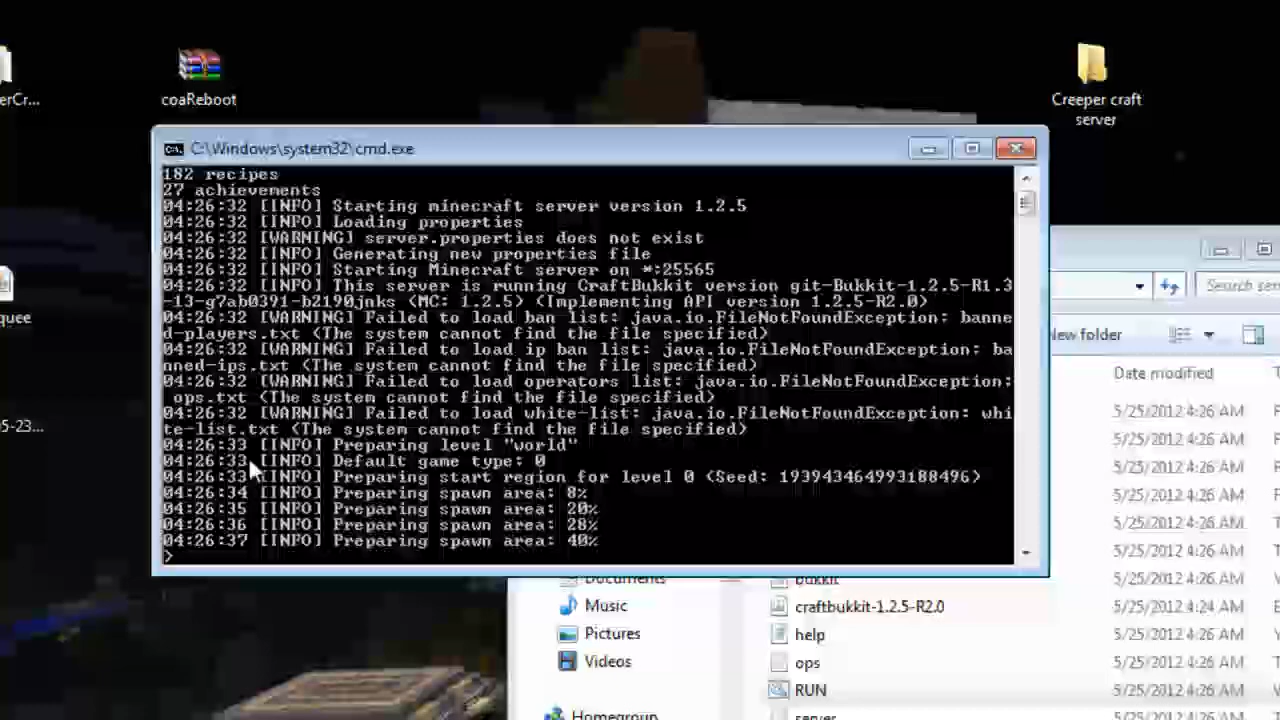 erCr...
coaReboot
Creeper craft
server
C:\Windows\system32\cmd.exe
182 recipes
27 achievements
04:26:32 [INFO] Starting minecraft server version 1.2.5
04:26:32 [INFO] Loading properties
04:26:32 [WARNING] server.properties does not exist
04:26:32 [INFO] Generating new properties file
04:26:32 [INFO] Starting Minecraft server on *:25565
04:26:32 [INFO] This server is running CraftBukkit version git-Bukkit-1.2.5-R1.3
-13-g7ab0391-b2190jnks (MC: 1.2.5) (Implementing API version 1.2.5-R2.0)
04:26:32 [WARNING] Failed to load ban list: java.io.FileNotFoundException: banne
d-players.txt (The system cannot find the file specified)
04:26:32 [WARNING] Failed to load ip ban list: java.io.FileNotFoundException: ba
nned-ips.txt (The system cannot find the file specified)
04:26:32 [WARNING] Failed to load operators list: java.io.FileNotFoundException:
ops.txt (The system cannot find the file specified)
04:26:32 [WARNING] Failed to load white-list: java.io.FileNotFoundException: whi
te-list.txt (The system cannot find the file specified)
04:26:33 [INFO] Preparing level "world"
04:26:33 [INFO] Default game type: 0
04:26:33 [INFO] Preparing start region for level 0 (Seed: 193943464993188496)
04:26:34 [INFO] Preparing spawn area: 8%
04:26:35 [INFO] Preparing spawn area: 20%
04:26:36 [INFO] Preparing spawn area: 28%
04:26:37 [INFO] Preparing spawn area: 40%
>
quee
05-23...
Search ser
New folder
Date modified
5/25/2012 4:26 AM
5/25/2012 4:26 AM
5/25/2012 4:26 AM
5/25/2012 4:26 AM
5/25/2012 4:26 AM
5/25/2012 4:26 AM
Documents
bukkit
5/25/2012 4:26 AM
Music
craftbukkit-1.2.5-R2.0
5/25/2012 4:24 AM
Pictures
help
5/25/2012 4:26 AM
Videos
ops
5/25/2012 4:26 AM
RUN
5/25/2012 4:26 AM
Homegroup
server
5/25/2012 4:26 AM